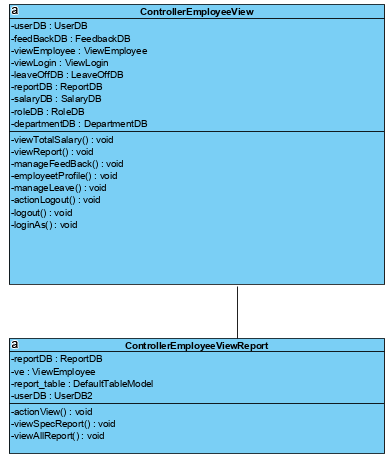 a
ControllerEmployeeView
-userDB : UserDB
-feedBackDB : FeedbackDB
-viewEmployee : ViewEmployee
-viewLogin : ViewLogin
-leaveOffDB : LeaveOffDB
-reportDB : ReportDB
-salaryDB : SalaryDB
-roleDB : RoleDB
-departmentDB : DepartmentDB
-viewTotalSalary() : void
-viewReport() : void
-manageFeedBack() : void
-employeetProfile() : void
-manageLeave() : void
-actionLogout() : void
-logout() : void
-loginAs() : void
a
ControllerEmployeeViewReport
-reportDB : ReportDB
-ve : ViewEmployee
-report_table : DefaultTableModel
-userDB : UserDB2
-actionView() : void
-viewSpecReport() : void
-viewAllReport() : void